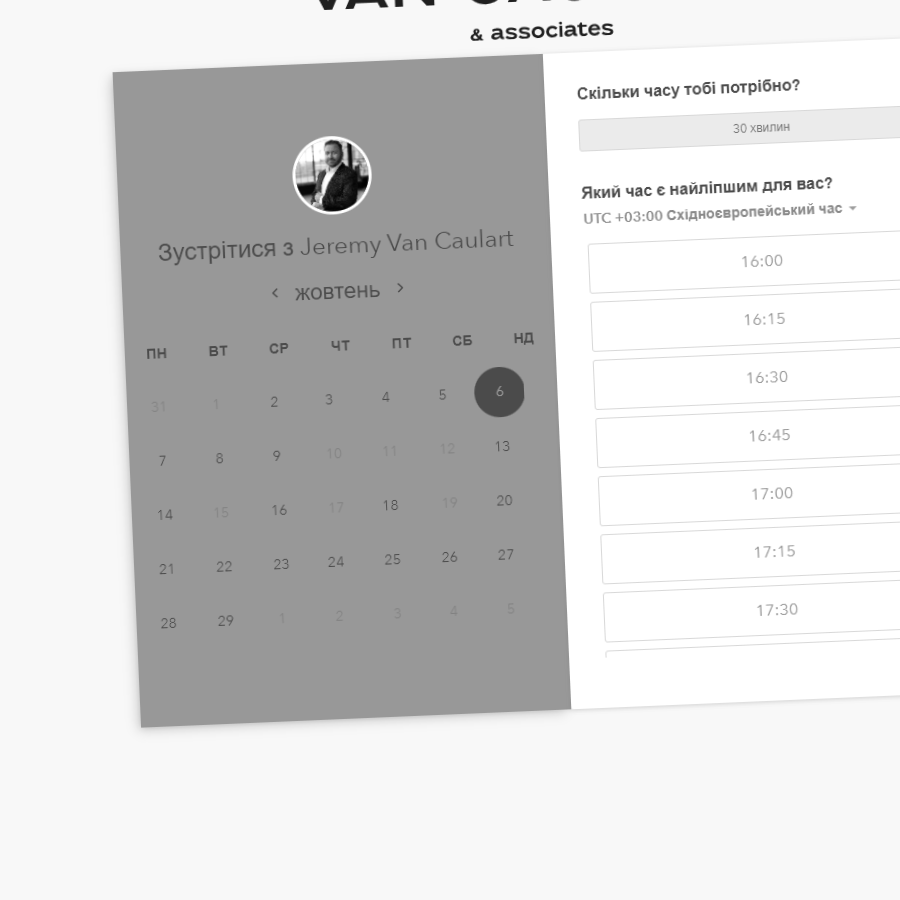 & associates
Зустрітися з Jeremy Van Caulart
жовтень
ПН ВТ СР ЧТ ПТ СБ НД
31 1 2 3 4 5 6
7 8 9 10 11 12 13
14 15 16 17 18 19 20
21 22 23 24 25 26 27
28 29 1 2 3 4 5
Скільки часу тобі потрібно?
30 хвилин
Який час є найліпшим для вас?
UTC +03:00 Східноєвропейський час
16:00
16:15
16:30
16:45
17:00
17:15
17:30